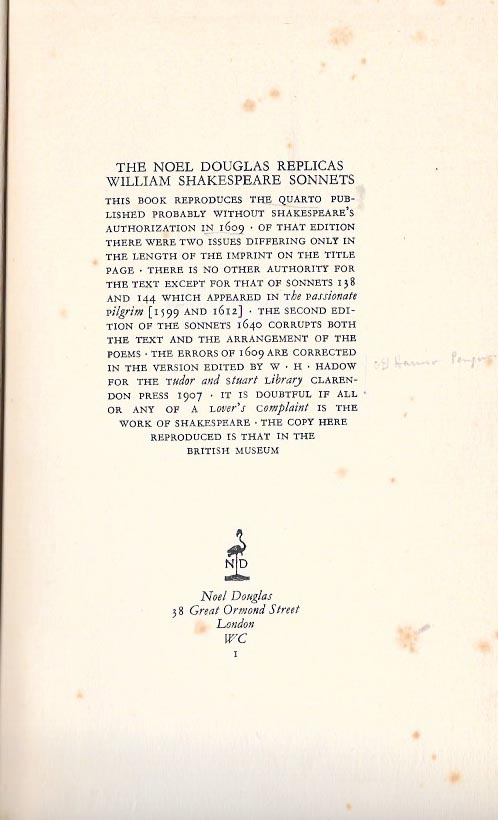 THE NOEL DOUGLAS REPLICAS
WILLIAM SHAKESPEARE SONNETS
THIS BOOK REPRODUCES THE QUARTO PUB-
LISHED PROBABLY WITHOUT SHAKESPEARE'S
AUTHORIZATION IN 1609 · OF THAT EDITION
THERE WERE TWO ISSUES DIFFERING ONLY IN
THE LENGTH OF THE IMPRINT ON THE TITLE
PAGE · THERE IS NO OTHER AUTHORITY FOR
THE TEXT EXCEPT FOR THAT OF SONNETS 138
AND 144 WHICH APPEARED IN The passionate
pilgrim [1599 AND 1612] · THE SECOND EDI-
TION OF THE SONNETS 1640 CORRUPTS BOTH
THE TEXT AND THE ARRANGEMENT OF THE
POEMS · THE ERRORS OF 1609 ARE CORRECTED
IN THE VERSION EDITED BY W · H · HADOW
FOR THE Tudor and Stuart Library CLAREN-
DON PRESS 1907 · IT IS DOUBTFUL IF ALL
OR ANY OF A Lover's Complaint IS THE
WORK OF SHAKESPEARE · THE COPY HERE
REPRODUCED IS THAT IN THE
BRITISH MUSEUM
N D
Noel Douglas
38 Great Ormond Street
London
WC
1